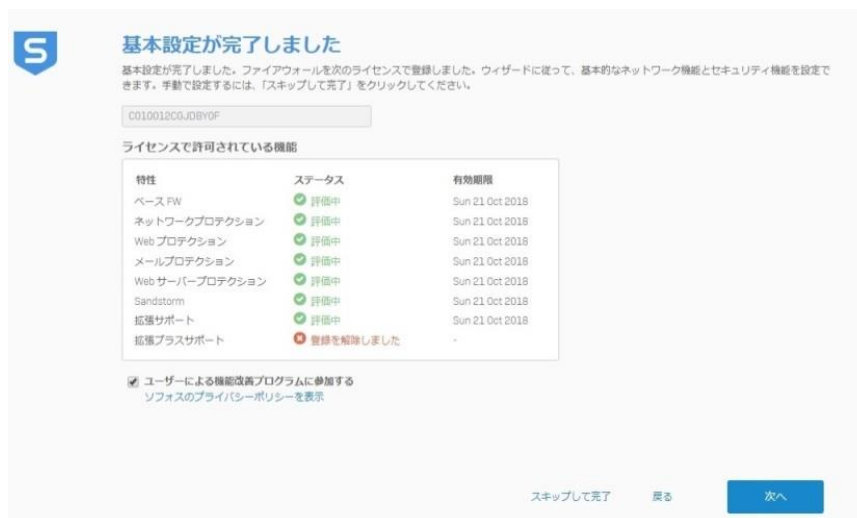 S
基本設定が完了しました
基本設定が完了しました。ファイアウォールを次のライセンスで登録しました。ウィザードに従って、基本的なネットワーク機能とセキュリティ機能を設定で
きます。手動で設定するには、「スキップして完了」をクリックしてください。
C010012CGJDBY0F
ライセンスで許可されている機能
特性 ステータス 有効期限
ベース FW 評価中 Sun 21 Oct 2018
ネットワークプロテクション 評価中 Sun 21 Oct 2018
Web プロテクション 評価中 Sun 21 Oct 2018
メールプロテクション 評価中 Sun 21 Oct 2018
Web サーバープロテクション 評価中 Sun 21 Oct 2018
Sandstorm 評価中 Sun 21 Oct 2018
拡張サポート 評価中 Sun 21 Oct 2018
拡張プラスサポート 登録を解除しました -
ユーザーによる機能改善プログラムに参加する
ソフォスのプライバシーポリシーを表示
スキップして完了 戻る 次へ